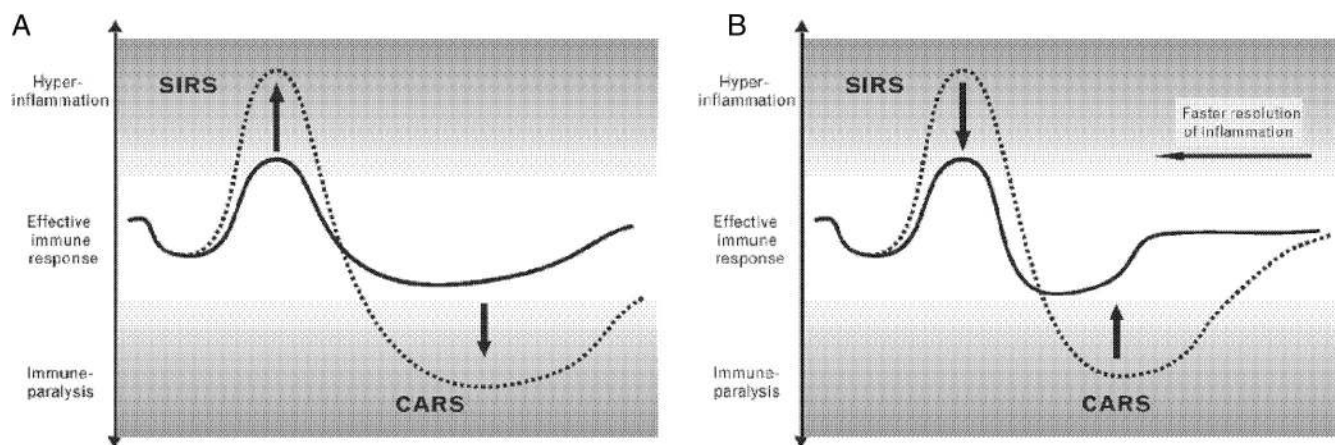 A
Hyper-
inflammation
SIRS
Effective
immune
response
Immune-
paralysis
CARS
B
Hyper-
inflammation
SIRS
Faster resolution
of inflammation
Effective
immune
response
Immune-
paralysis
CARS